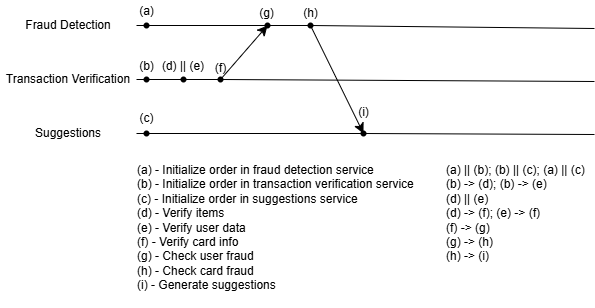 (a)
(g)
(h)
Fraud Detection
(b)
(d) || (e)
(f)
Transaction Verification
(c)
(i)
Suggestions
(a) - Initialize order in fraud detection service
(a) || (b); (b) || (c); (a) || (c)
(b) - Initialize order in transaction verification service
(b) -> (d); (b) -> (e)
(c) - Initialize order in suggestions service
(d) || (e)
(d) - Verify items
(d) -> (f); (e) -> (f)
(e) - Verify user data
(f) -> (g)
(f) - Verify card info
(g) -> (h)
(g) - Check user fraud
(h) -> (i)
(h) - Check card fraud
(i) - Generate suggestions